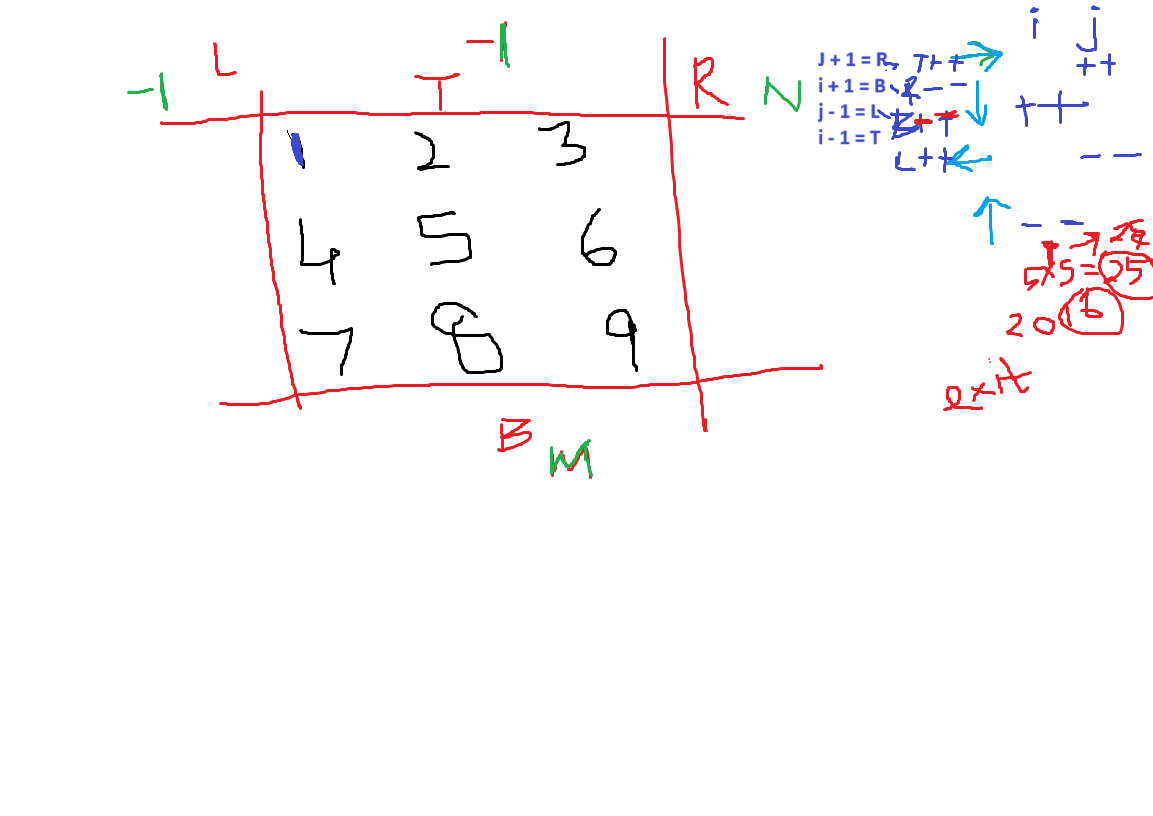 i j
L T -1 R N
-1
J + 1 = R T++ ++
i + 1 = B R-- ++
j - 1 = L
i - 1 = T L++ --
1 2 3
4 5 6
--
5x5=25
7 8 9
20 16
exit
B M